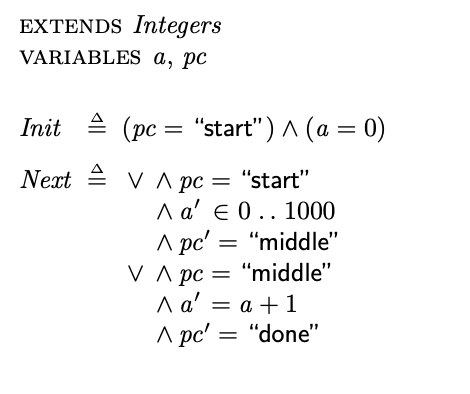 EXTENDS Integers
VARIABLES a, pc
Init ≜ (pc = “start”) ∧ (a = 0)
Next ≜ ∨ ∧ pc = “start”
∧ a′ ∈ 0 .. 1000
∧ pc′ = “middle”
∨ ∧ pc = “middle”
∧ a′ = a + 1
∧ pc′ = “done”